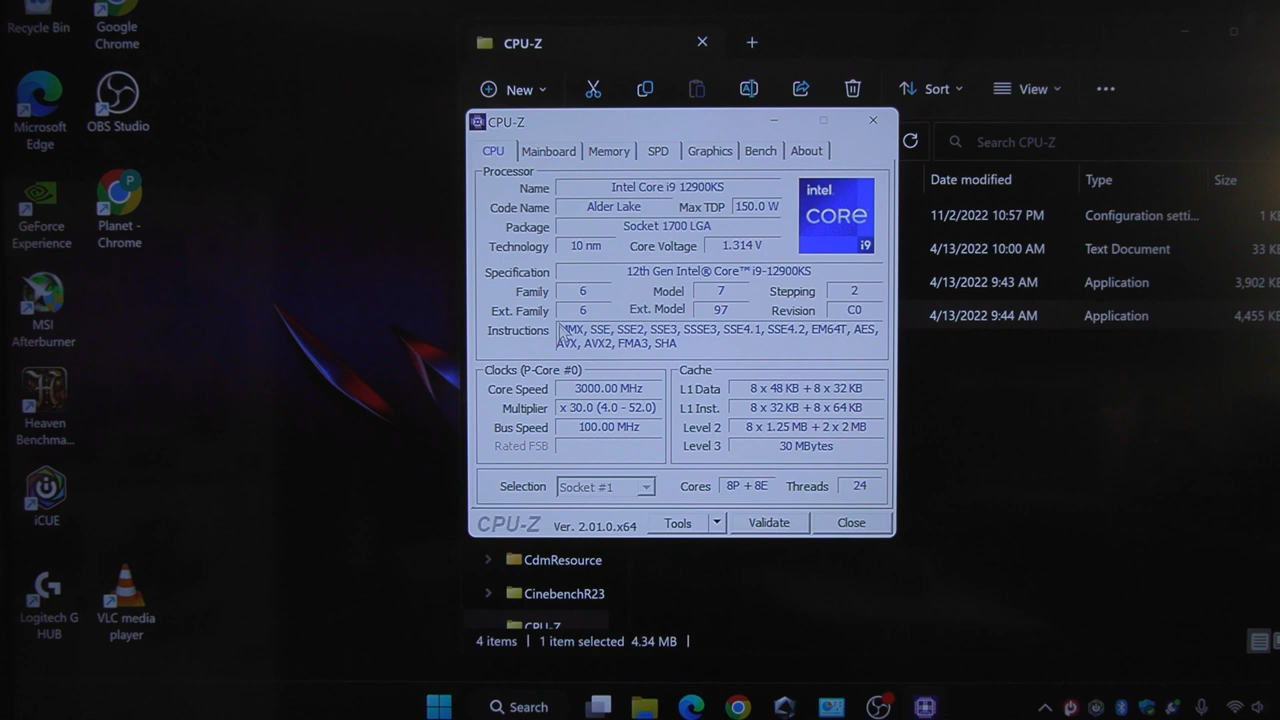 Recycle Bin
Google
Chrome
Microsoft
Edge
OBS Studio
GeForce
Experience
Planet -
Chrome
MSI
Afterburner
Heaven
Benchma...
iCUE
Logitech G
HUB
VLC media
player
CPU-Z
New
Sort
View
Search CPU-Z
Date modified Type Size
11/2/2022 10:57 PM Configuration setti... 1 K
4/13/2022 10:00 AM Text Document 33 K
4/13/2022 9:43 AM Application 3,902 K
4/13/2022 9:44 AM Application 4,455 K
CPU-Z
CPU Mainboard Memory SPD Graphics Bench About
Processor
Name Intel Core i9 12900KS
Code Name Alder Lake Max TDP 150.0 W
Package Socket 1700 LGA
Technology 10 nm Core Voltage 1.314 V
intel
CORE
i9
Specification 12th Gen Intel® Core™ i9-12900KS
Family 6 Model 7 Stepping 2
Ext. Family 6 Ext. Model 97 Revision C0
Instructions MMX, SSE, SSE2, SSE3, SSSE3, SSE4.1, SSE4.2, EM64T, AES,
AVX, AVX2, FMA3, SHA
Clocks (P-Core #0)
Core Speed 3000.00 MHz
Multiplier x 30.0 (4.0 - 52.0)
Bus Speed 100.00 MHz
Rated FSB
Cache
L1 Data 8 x 48 KB + 8 x 32 KB
L1 Inst. 8 x 32 KB + 8 x 64 KB
Level 2 8 x 1.25 MB + 2 x 2 MB
Level 3 30 MBytes
Selection Socket #1 Cores 8P + 8E Threads 24
CPU-Z Ver. 2.01.0.x64 Tools Validate Close
CdmResource
CinebenchR23
CPU-Z
4 items 1 item selected 4.34 MB
Search